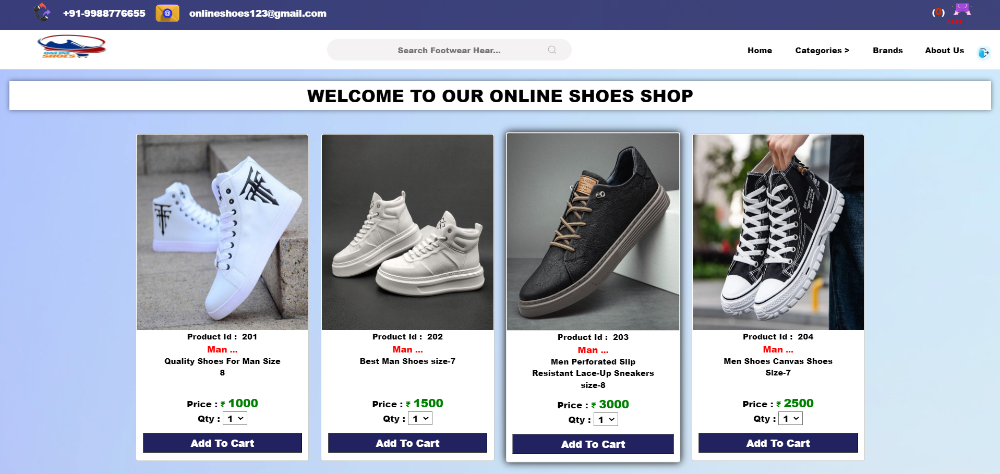 +91-9988776655
@
onlineshoes123@gmail.com
(0)
CART
ONLINE
SHOES
Search Footwear Hear...
Home
Categories >
Brands
About Us
WELCOME TO OUR ONLINE SHOES SHOP
Product Id : 201
Man ...
Quality Shoes For Man Size
8
Price : ₹ 1000
Qty : 1
Add To Cart
Product Id : 202
Man ...
Best Man Shoes size-7
Price : ₹ 1500
Qty : 1
Add To Cart
CLASSIC
Product Id : 203
Man ...
Men Perforated Slip
Resistant Lace-Up Sneakers
size-8
Price : ₹ 3000
Qty : 1
Add To Cart
Product Id : 204
Man ...
Men Shoes Canvas Shoes
Size-7
Price : ₹ 2500
Qty : 1
Add To Cart